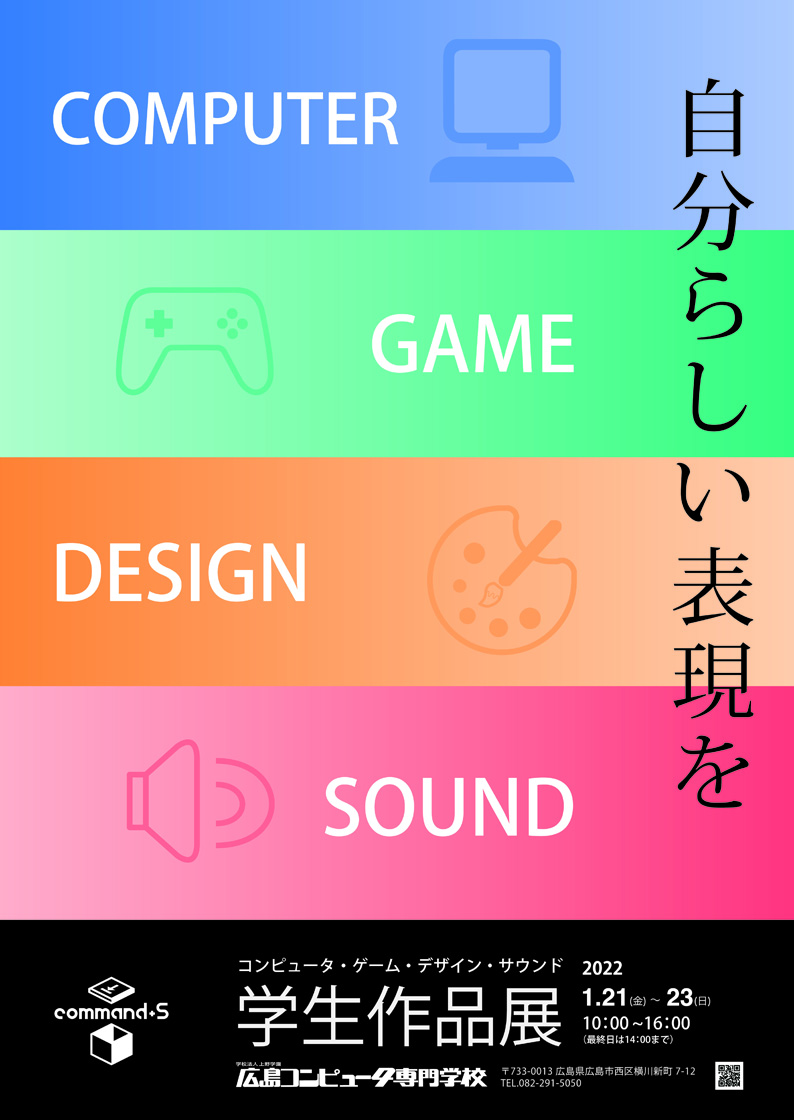 COMPUTER
GAME
DESIGN
SOUND
自分らしい表現を
コンピュータ・ゲーム・デザイン・サウンド
学生作品展
2022
1.21(金)~23(日)
10:00~16:00
(最終日は14:00まで)
command+S
学校法人上野学園
広島コンピュータ専門学校
〒733-0013 広島県広島市西区横川新町 7-12
TEL.082-291-5050